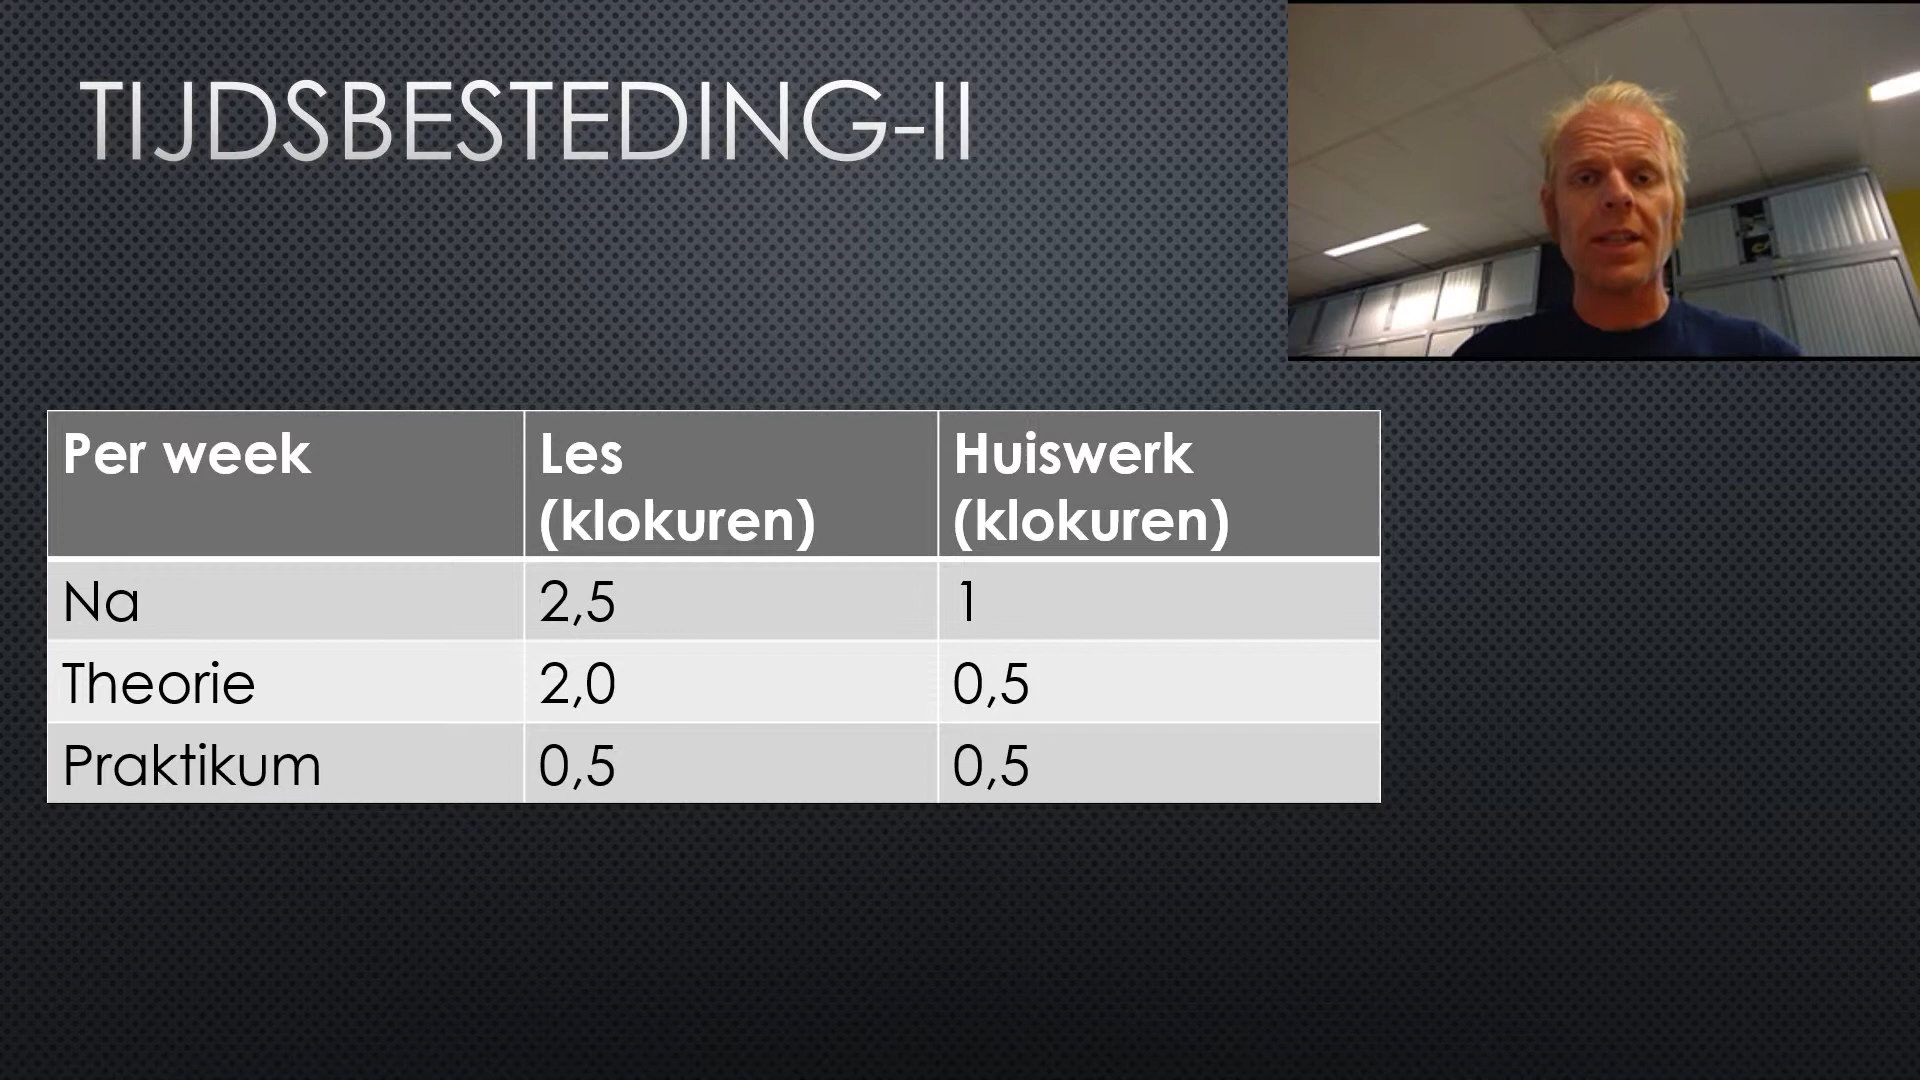 TIJDSBESTEDING-II
Per week
Les
(klokuren)
Huiswerk
(klokuren)
Na
2,5
1
Theorie
2,0
0,5
Praktikum
0,5
0,5